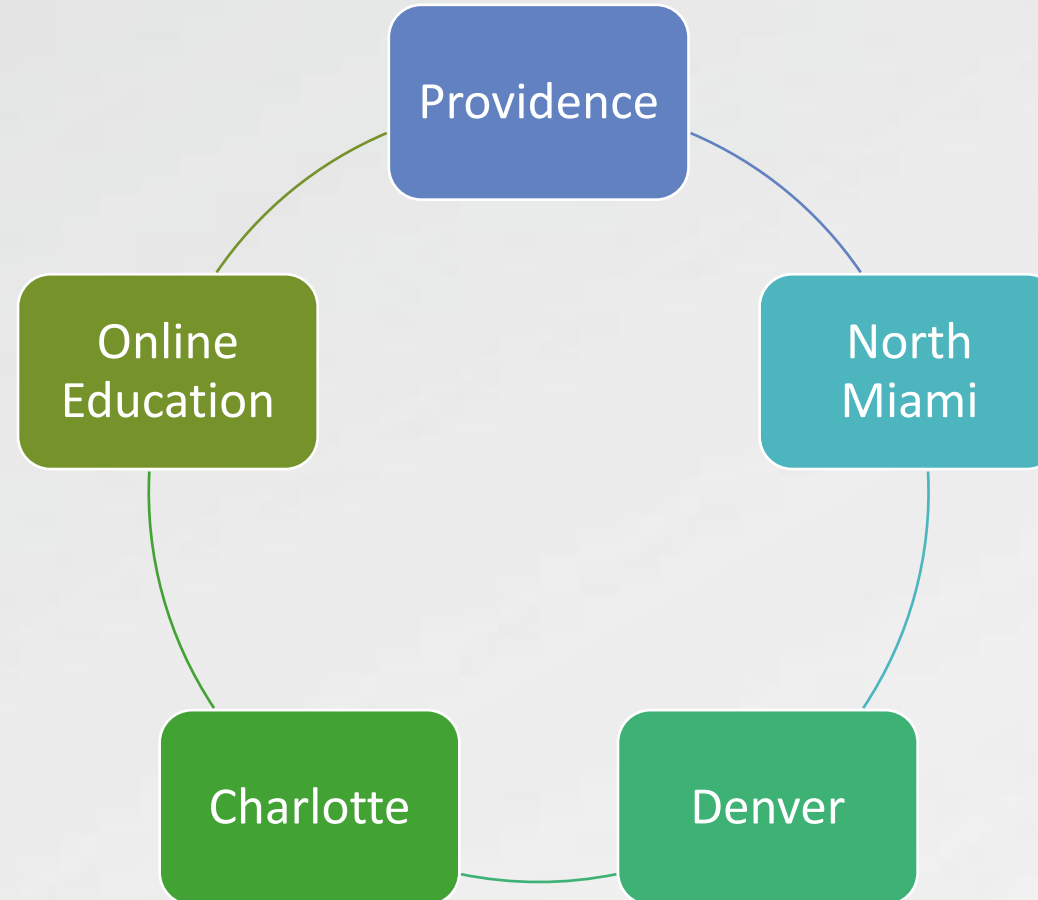 Providence
North
Miami
Denver
Charlotte
Online
Education